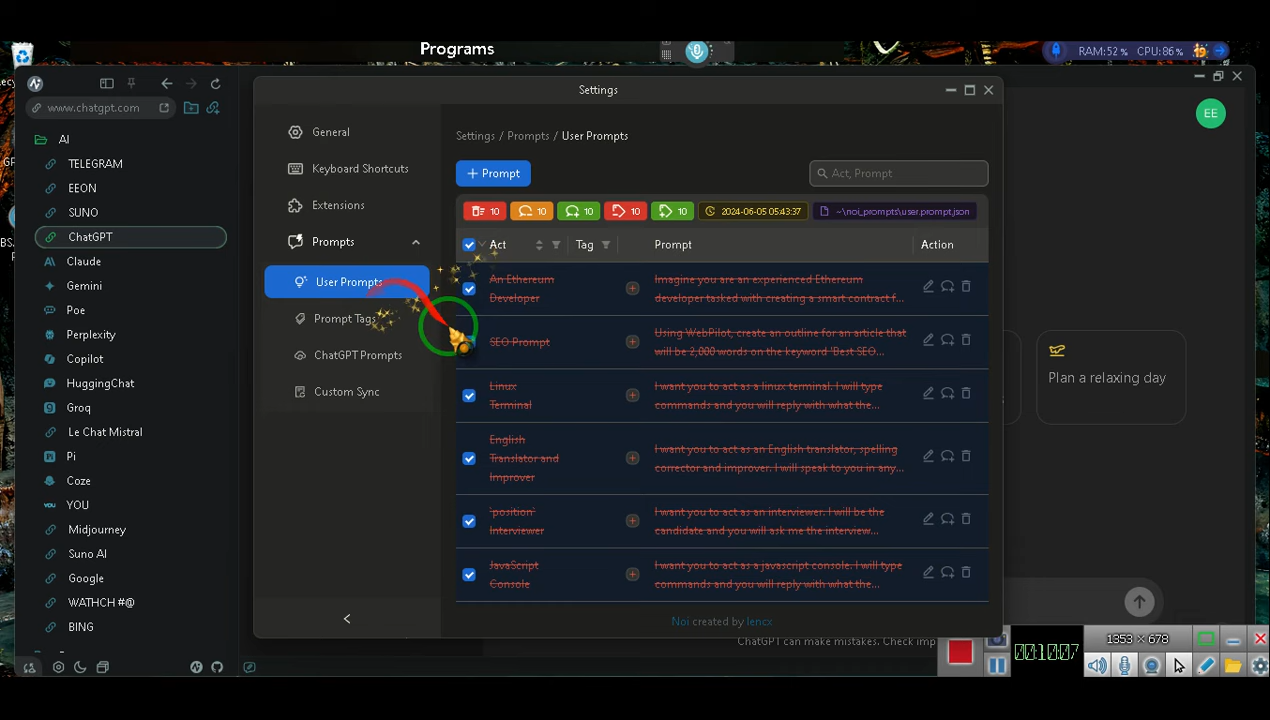 Programs
RAM:52 % CPU:86 %
19
www.chatgpt.com
Settings
EE
AI
TELEGRAM
EEON
SUNO
ChatGPT
Claude
Gemini
Poe
Perplexity
Copilot
HuggingChat
Groq
Le Chat Mistral
Pi
Coze
YOU
Midjourney
Suno AI
Google
WATHCH #@
BING
General
Keyboard Shortcuts
Extensions
Prompts
User Prompts
Prompt Tags
ChatGPT Prompts
Custom Sync
Settings / Prompts / User Prompts
+ Prompt
Act, Prompt
10 10 10 10 10 2024-06-05 05:43:37 ~\noi_prompts\user.prompt.json
Act Tag Prompt Action
An Ethereum
Developer
Imagine you are an experienced Ethereum
developer tasked with creating a smart contract f...
SEO Prompt
Using WebPilot, create an outline for an article that
will be 2,000 words on the keyword 'Best SEO...
Linux
Terminal
I want you to act as a linux terminal. I will type
commands and you will reply with what the...
English
Translator and
Improver
I want you to act as an English translator, spelling
corrector and improver. I will speak to you in any...
`position`
Interviewer
I want you to act as an interviewer. I will be the
candidate and you will ask me the interview...
JavaScript
Console
I want you to act as a javascript console. I will type
commands and you will reply with what the...
Noi created by lencx
Plan a relaxing day
ChatGPT can make mistakes. Check imp
1353 × 678
00:10:07